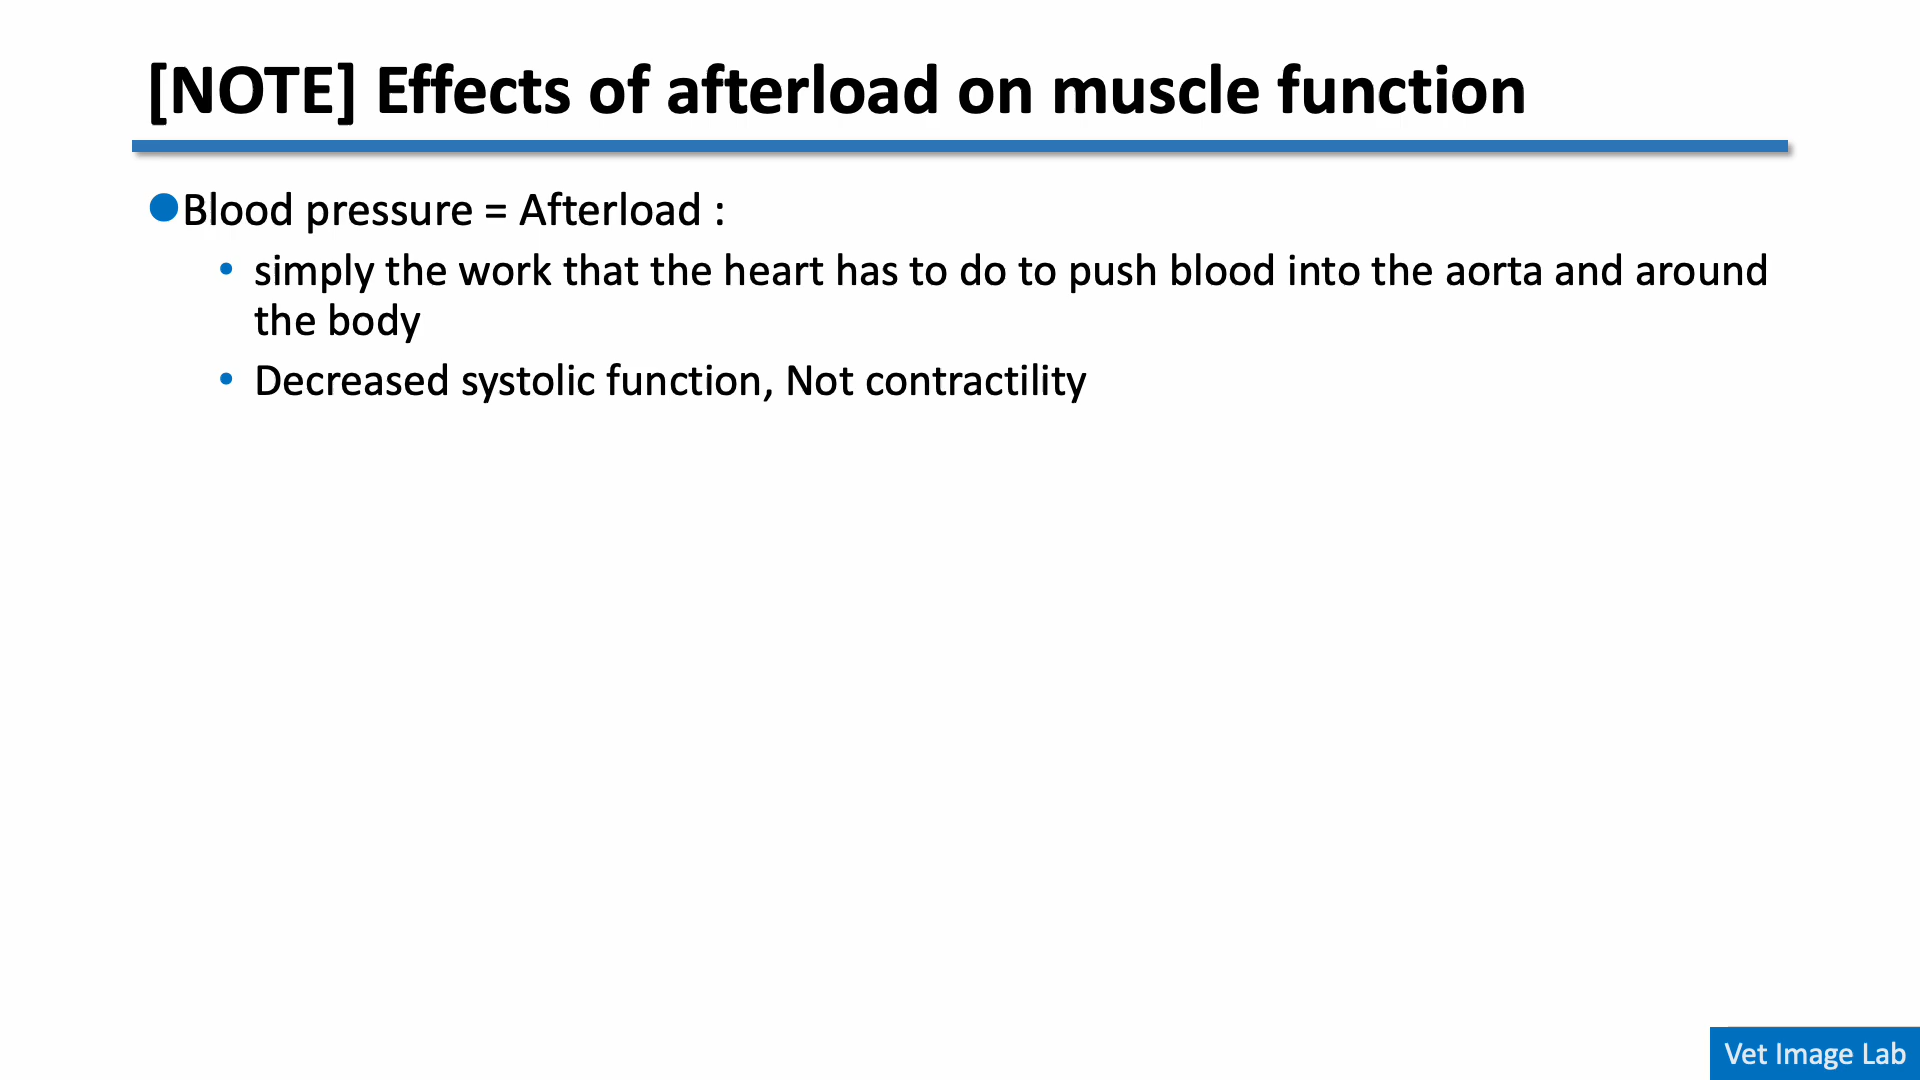 [NOTE] Effects of afterload on muscle function
Blood pressure = Afterload :
• simply the work that the heart has to do to push blood into the aorta and around
the body
• Decreased systolic function, Not contractility
Vet Image Lab